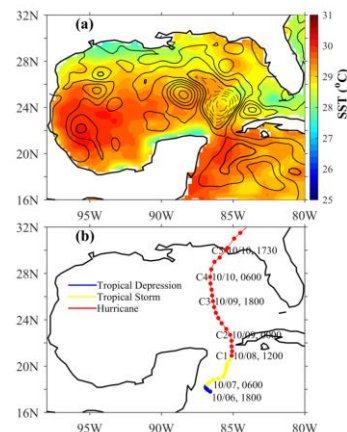 (a)
32N
28N
24N
20N
16N
95W 90W 85W 80W
31
30
29
28
27
26
25
SST (°C)
(b)
Tropical Depression
Tropical Storm
Hurricane
32N
28N
24N
20N
16N
C5 10/10, 1730
C4 10/10, 0600
C3 10/09, 1800
C2 10/09, 0000
C1 10/08, 1200
10/07, 0600
10/06, 1800
95W 90W 85W 80W